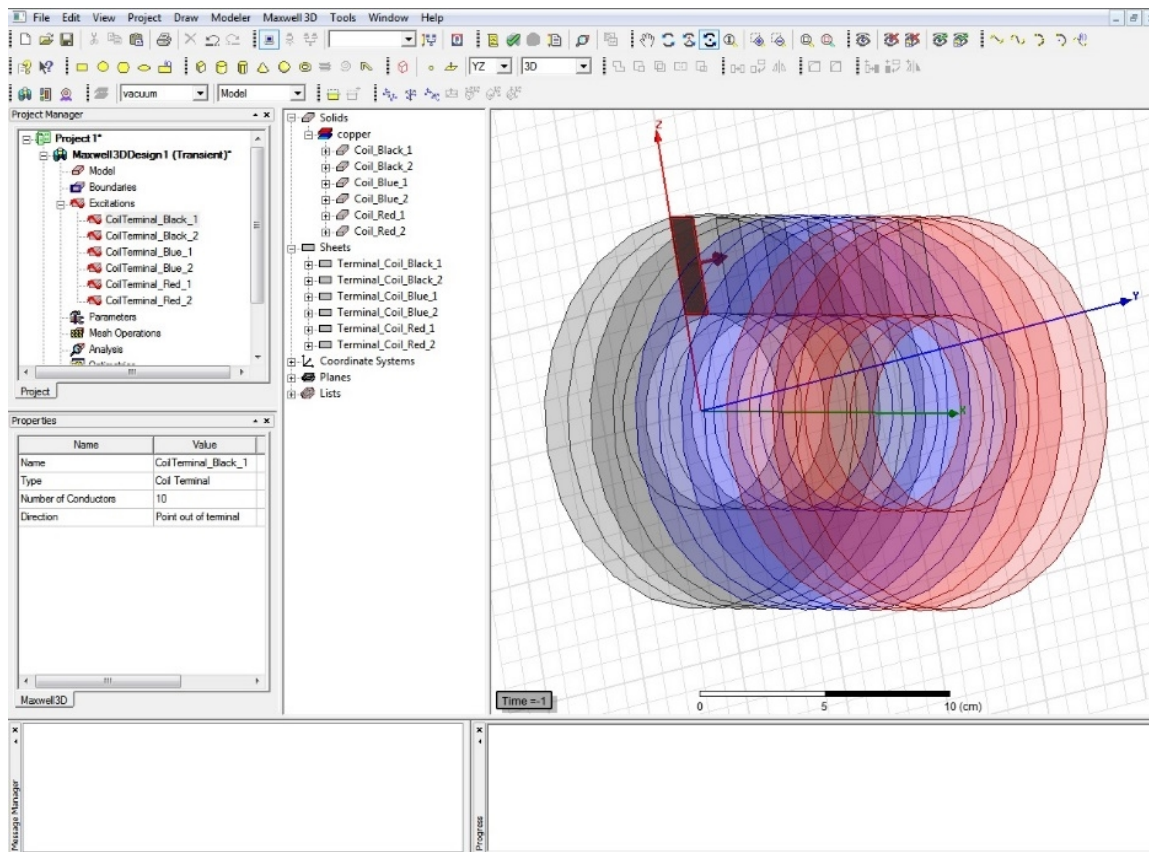 File Edit View Project Draw Modeler Maxwell 3D Tools Window Help
YZ 3D
vacuum Model
Project Manager
Project1*
Maxwell3DDesign1 (Transient)*
Model
Boundaries
Excitations
CoilTerminal_Black_1
CoilTerminal_Black_2
CoilTerminal_Blue_1
CoilTerminal_Blue_2
CoilTerminal_Red_1
CoilTerminal_Red_2
Parameters
Mesh Operations
Analysis
Project
Properties
Name Value
Name CoilTerminal_Black_1
Type Coil Terminal
Number of Conductors 10
Direction Point out of terminal
Maxwell3D
Solids
copper
Coil_Black_1
Coil_Black_2
Coil_Blue_1
Coil_Blue_2
Coil_Red_1
Coil_Red_2
Sheets
Terminal_Coil_Black_1
Terminal_Coil_Black_2
Terminal_Coil_Blue_1
Terminal_Coil_Blue_2
Terminal_Coil_Red_1
Terminal_Coil_Red_2
Coordinate Systems
Planes
Lists
Z
Y
X
Time =-1
0 5 10 (cm)
Message Manager
Progress